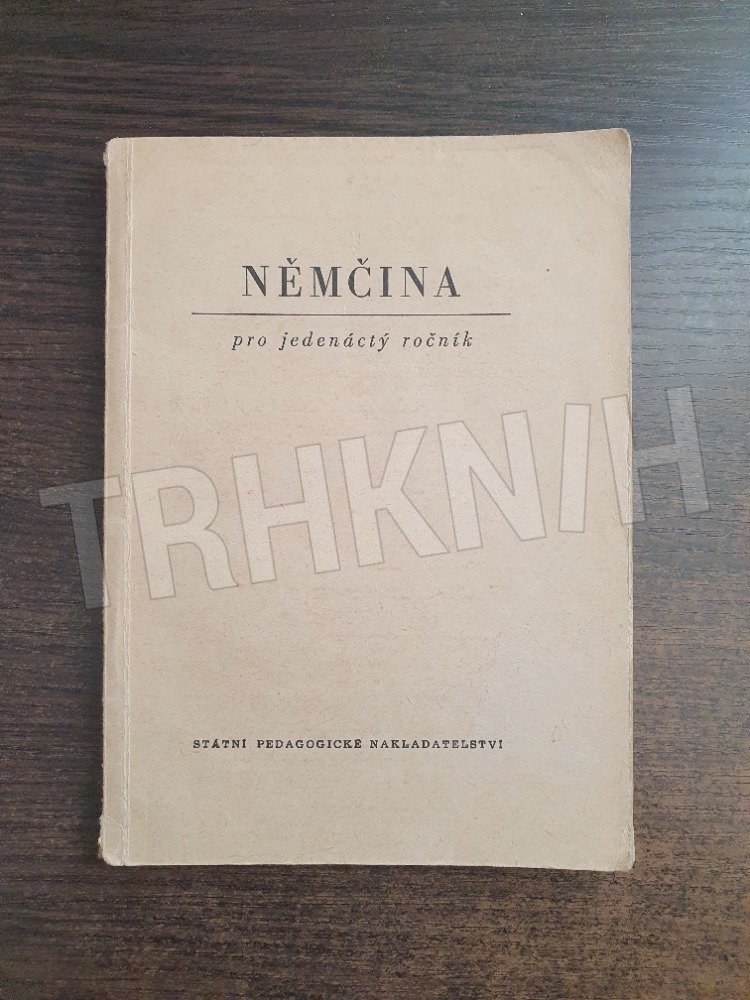 NĚMČINA
pro jedenáctý ročník
TRHKNIH
STÁTNÍ PEDAGOGICKÉ NAKLADATELSTVÍ